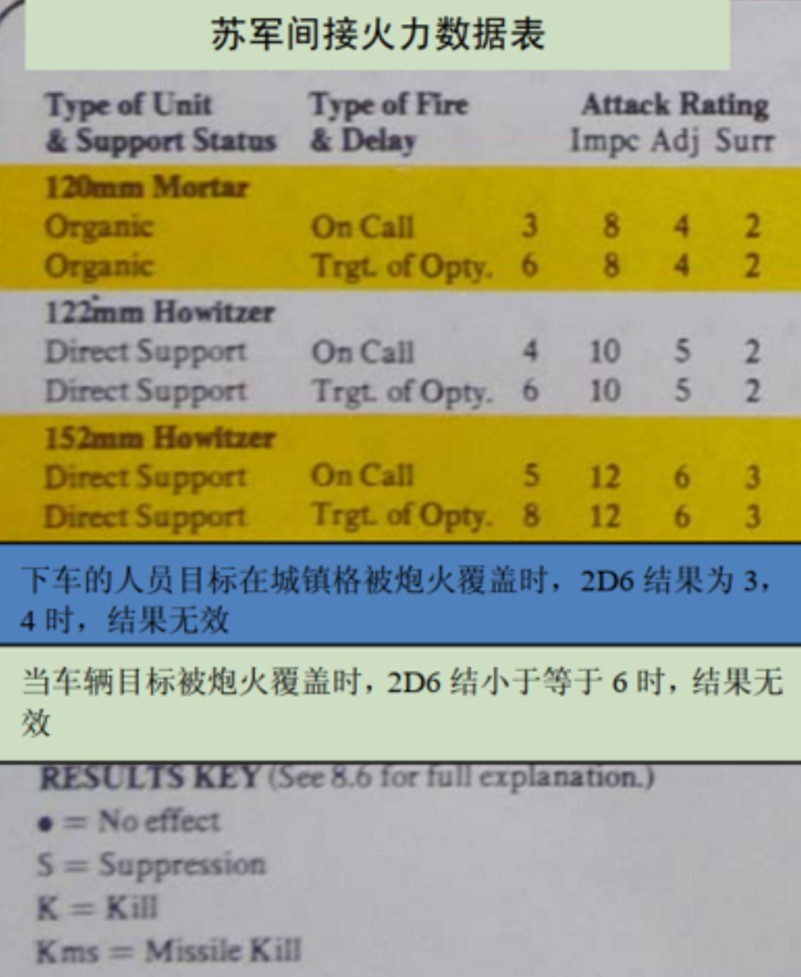 苏军间接火力数据表
Type of Unit Type of Fire Attack Rating
& Support Status & Delay Impc Adj Surr
120mm Mortar
Organic On Call 3 8 4 2
Organic Trgt. of Opty. 6 8 4 2
122mm Howitzer
Direct Support On Call 4 10 5 2
Direct Support Trgt. of Opty. 6 10 5 2
152mm Howitzer
Direct Support On Call 5 12 6 3
Direct Support Trgt. of Opty. 8 12 6 3
下车的人员目标在城镇格被炮火覆盖时，2D6 结果为 3，
4 时，结果无效
当车辆目标被炮火覆盖时，2D6 结小于等于 6 时，结果无
效
RESULTS KEY (See 8.6 for full explanation.)
● = No effect
S = Suppression
K = Kill
Kms = Missile Kill